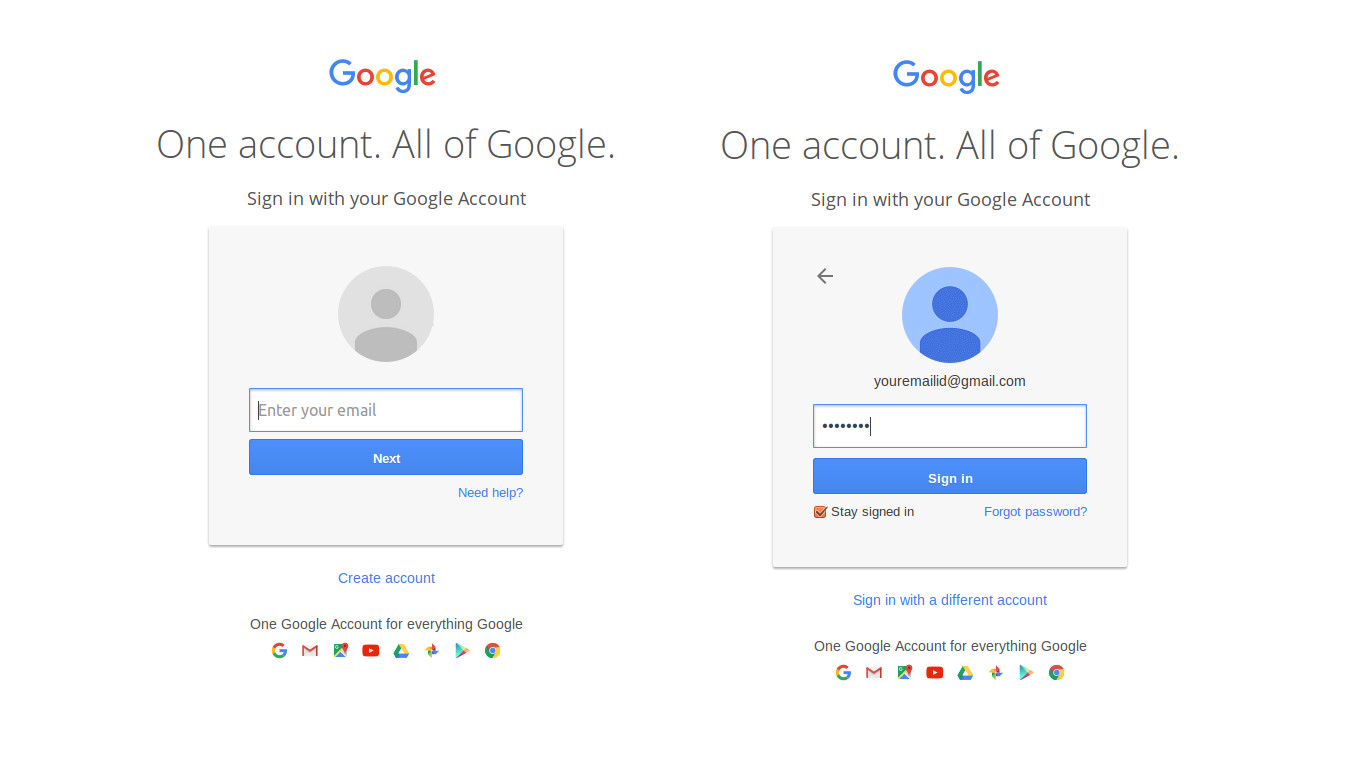 Google
One account. All of Google.
Sign in with your Google Account
Enter your email
Next
Need help?
Create account
One Google Account for everything Google
Google
One account. All of Google.
Sign in with your Google Account
youremailid@gmail.com
••••••••
Sign in
Stay signed in
Forgot password?
Sign in with a different account
One Google Account for everything Google